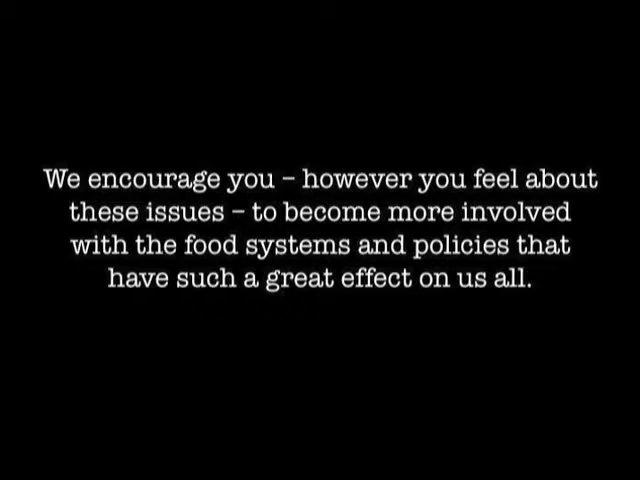 We encourage you – however you feel about
these issues – to become more involved
with the food systems and policies that
have such a great effect on us all.